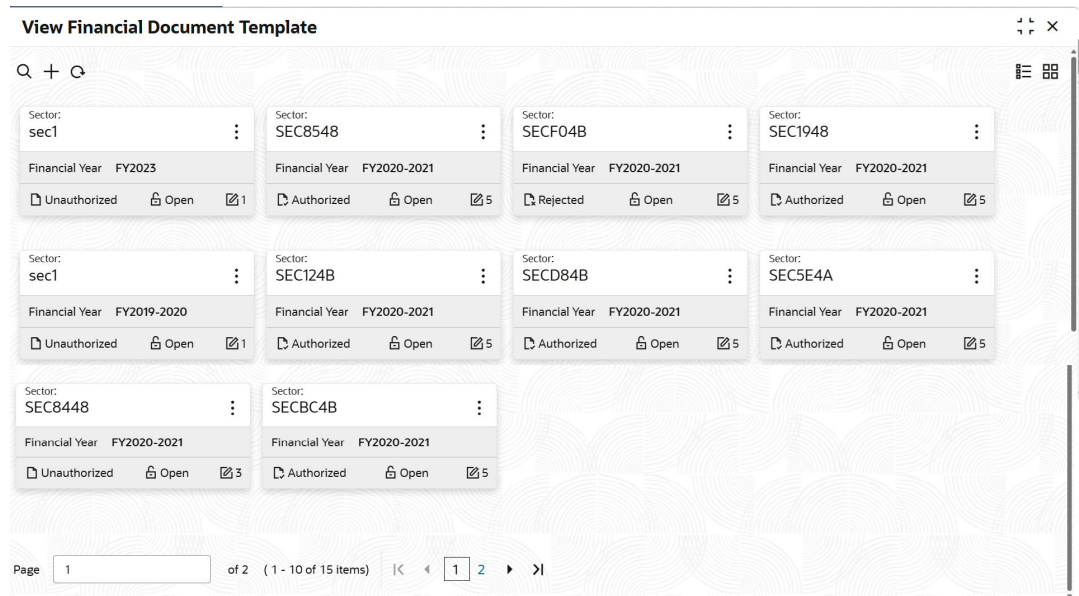 View Financial Document Template
Sector: Sector: Sector: Sector:
sec1 SEC8548 SECF04B SEC1948
Financial Year FY2023 Financial Year FY2020-2021 Financial Year FY2020-2021 Financial Year FY2020-2021
Unauthorized Open 1 Authorized Open 5 Rejected Open 5 Authorized Open 5
Sector: Sector: Sector: Sector:
sec1 SEC124B SECD84B SEC5E4A
Financial Year FY2019-2020 Financial Year FY2020-2021 Financial Year FY2020-2021 Financial Year FY2020-2021
Unauthorized Open 1 Authorized Open 5 Authorized Open 5 Authorized Open 5
Sector: Sector:
SEC8448 SECBC4B
Financial Year FY2020-2021 Financial Year FY2020-2021
Unauthorized Open 3 Authorized Open 5
Page 1 of 2 ( 1 - 10 of 15 items) 1 2